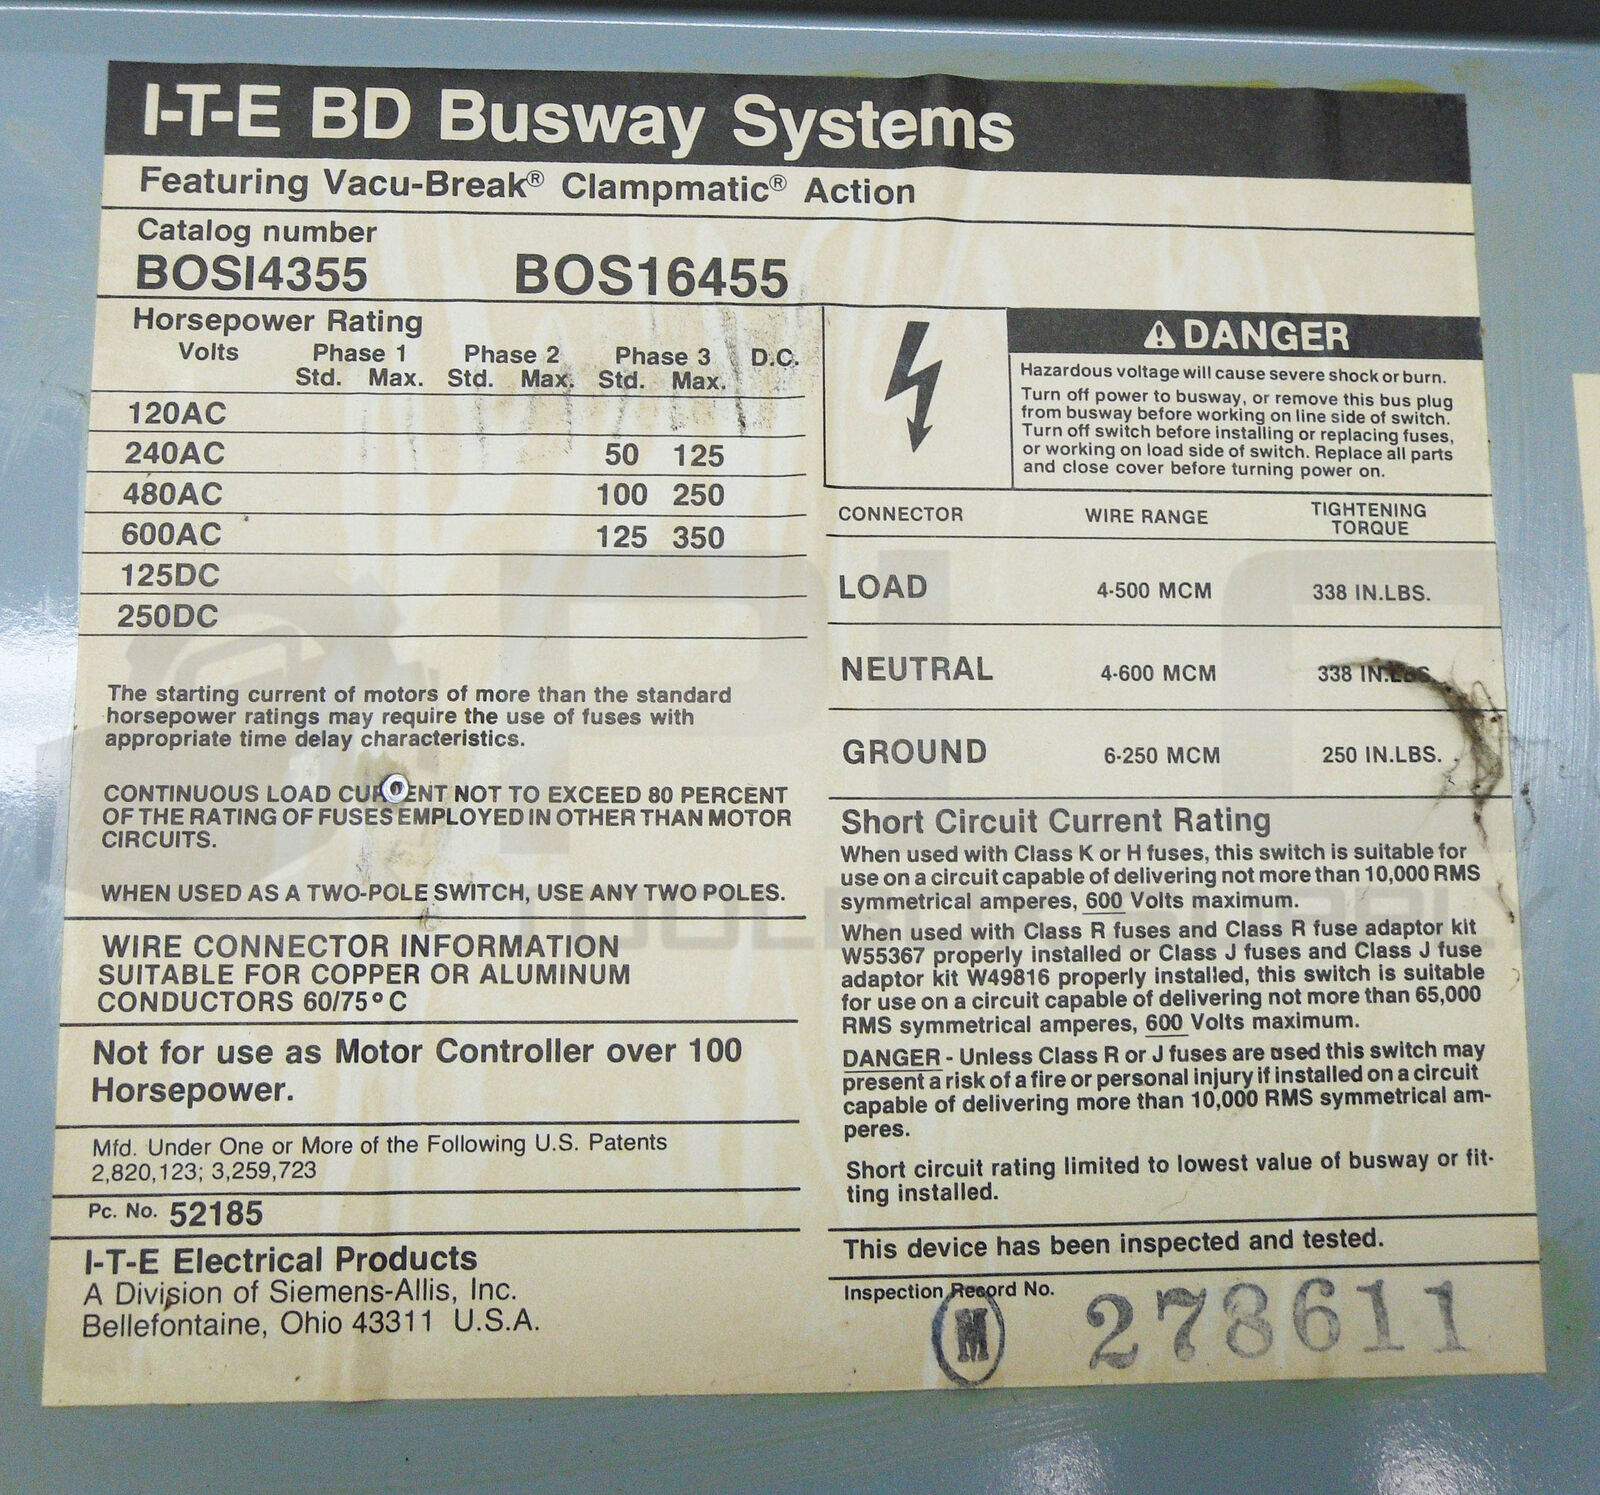 I-T-E BD Busway Systems
Featuring Vacu-Break® Clampmatic® Action
Catalog number
BOSI4355 BOS16455
Horsepower Rating
Volts Phase 1 Phase 2 Phase 3 D.C.
Std. Max. Std. Max. Std. Max.
120AC
240AC 50 125
480AC 100 250
600AC 125 350
125DC
250DC
The starting current of motors of more than the standard
horsepower ratings may require the use of fuses with
appropriate time delay characteristics.
CONTINUOUS LOAD CURRENT NOT TO EXCEED 80 PERCENT
OF THE RATING OF FUSES EMPLOYED IN OTHER THAN MOTOR
CIRCUITS.
WHEN USED AS A TWO-POLE SWITCH, USE ANY TWO POLES.
WIRE CONNECTOR INFORMATION
SUITABLE FOR COPPER OR ALUMINUM
CONDUCTORS 60/75°C
Not for use as Motor Controller over 100
Horsepower.
Mfd. Under One or More of the Following U.S. Patents
2,820,123; 3,259,723
Pc. No. 52185
I-T-E Electrical Products
A Division of Siemens-Allis, Inc.
Bellefontaine, Ohio 43311 U.S.A.
DANGER
Hazardous voltage will cause severe shock or burn.
Turn off power to busway, or remove this bus plug
from busway before working on line side of switch.
Turn off switch before installing or replacing fuses,
or working on load side of switch. Replace all parts
and close cover before turning power on.
CONNECTOR WIRE RANGE TIGHTENING
TORQUE
LOAD 4-500 MCM 338 IN.LBS.
NEUTRAL 4-600 MCM 338 IN.LBS.
GROUND 6-250 MCM 250 IN.LBS.
Short Circuit Current Rating
When used with Class K or H fuses, this switch is suitable for
use on a circuit capable of delivering not more than 10,000 RMS
symmetrical amperes, 600 Volts maximum.
When used with Class R fuses and Class R fuse adaptor kit
W55367 properly installed or Class J fuses and Class J fuse
adaptor kit W49816 properly installed, this switch is suitable
for use on a circuit capable of delivering not more than 65,000
RMS symmetrical amperes, 600 Volts maximum.
DANGER - Unless Class R or J fuses are used this switch may
present a risk of a fire or personal injury if installed on a circuit
capable of delivering more than 10,000 RMS symmetrical am-
peres.
Short circuit rating limited to lowest value of busway or fit-
ting installed.
This device has been inspected and tested.
Inspection Record No.
M 278611
PLC
TOOLBOX SUPPLY